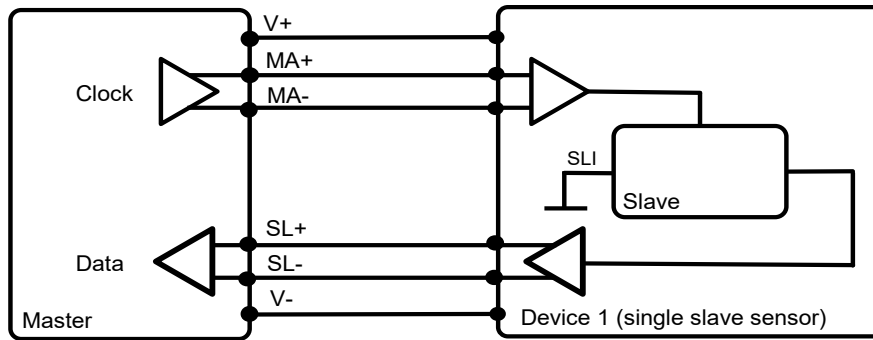 V+
MA+
Clock
MA-
SLI
Slave
SL+
Data
SL-
V-
Master
Device 1 (single slave sensor)